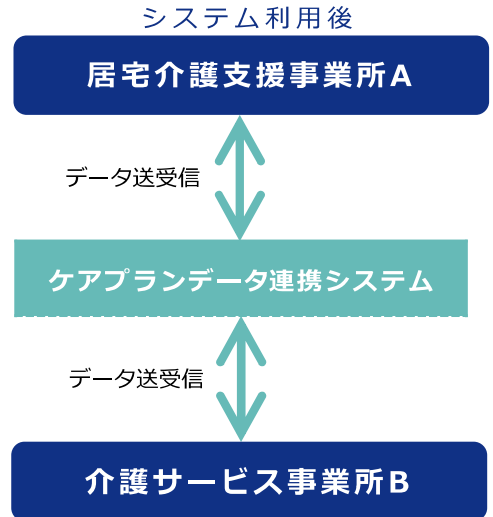 システム利用後
居宅介護支援事業所A
データ送受信
ケアプランデータ連携システム
データ送受信
介護サービス事業所B